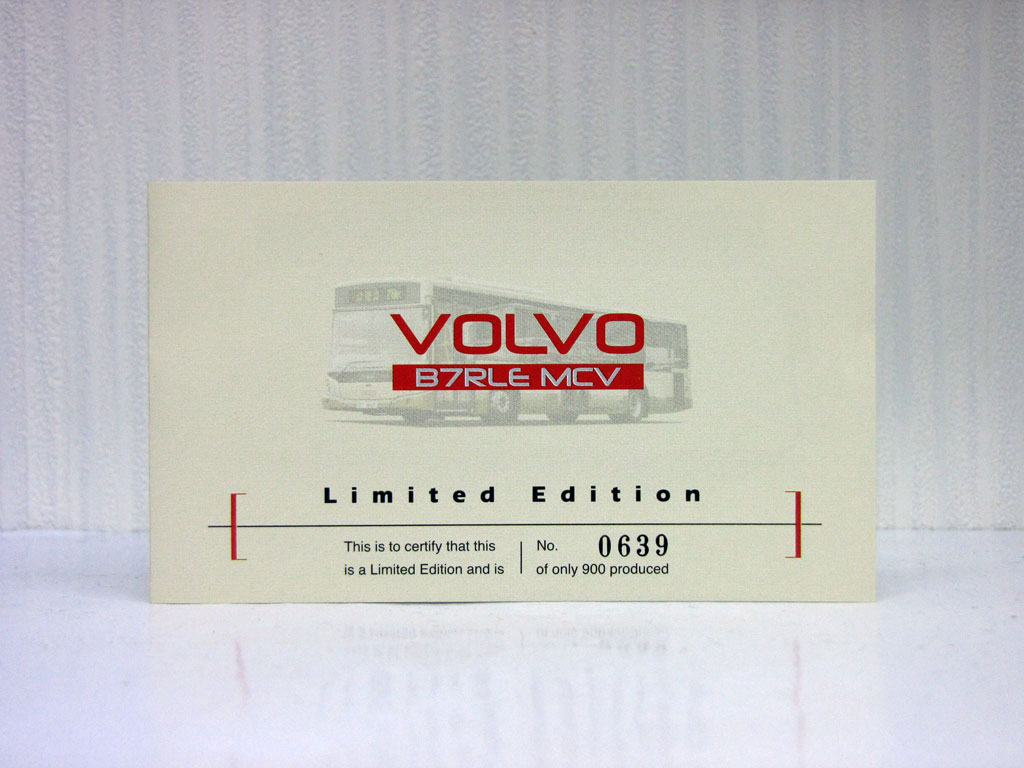 VOLVO
B7RLE MCV
Limited Edition
This is to certify that this
is a Limited Edition and is
No. 0639
of only 900 produced